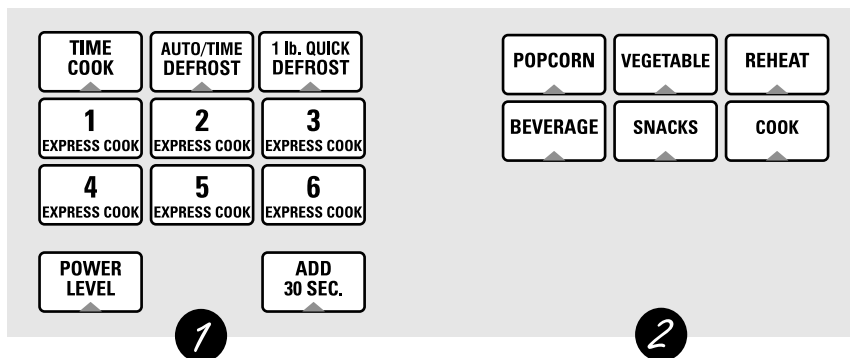 TIME
COOK
AUTO/TIME
DEFROST
1 lb. QUICK
DEFROST
1
EXPRESS COOK
2
EXPRESS COOK
3
EXPRESS COOK
4
EXPRESS COOK
5
EXPRESS COOK
6
EXPRESS COOK
POWER
LEVEL
ADD
30 SEC.
1
POPCORN
VEGETABLE
REHEAT
BEVERAGE
SNACKS
COOK
2